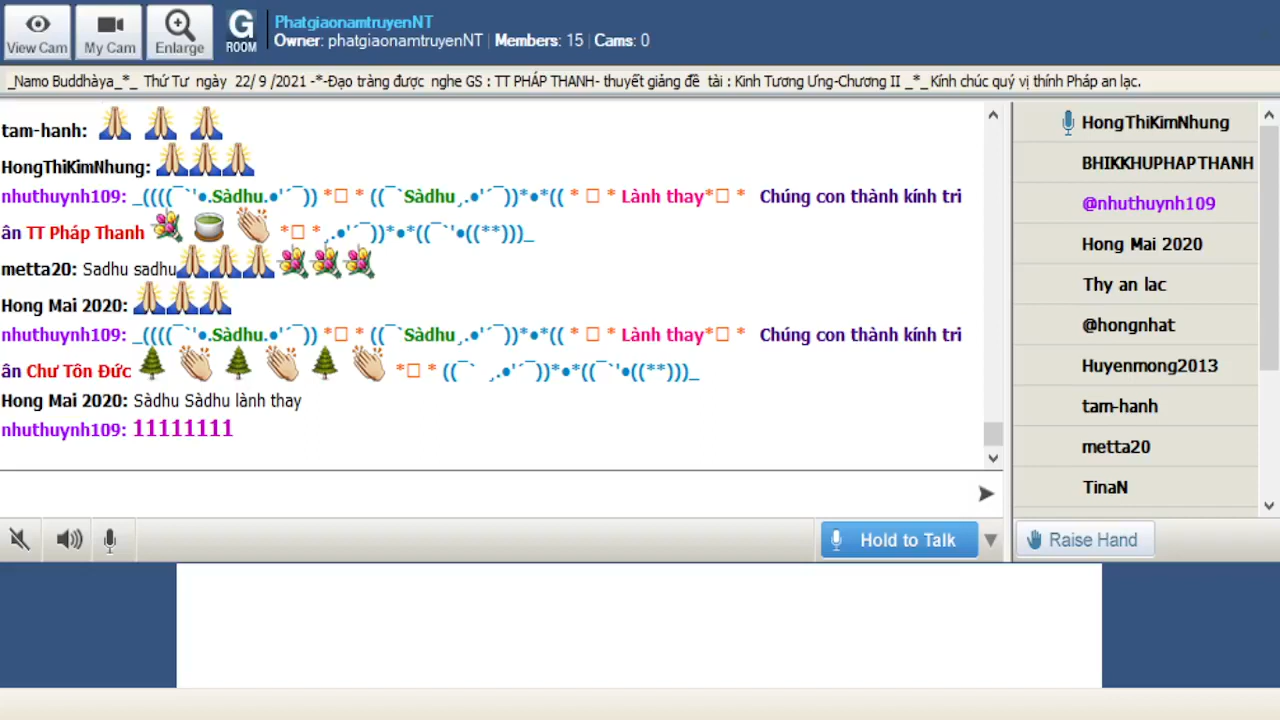 View Cam
My Cam
Enlarge
G
ROOM
PhatgiaonamtruyenNT
Owner: phatgiaonamtruyenNT | Members: 15 | Cams: 0
_Namo Buddhàya_*_ Thứ Tư ngày 22/ 9 /2021 -*-Đạo tràng được nghe GS : TT PHÁP THANH- thuyết giảng đề tài : Kinh Tương Ưng-Chương II _*_Kính chúc quý vị thính Pháp an lạc.
tam-hanh: 🙏 🙏 🙏
HongThiKimNhung: 🙏🙏🙏
nhuthuynh109: _((((¯`'●.Sàdhu.●'´¯)) *□ * ((¯`Sàdhu¸.●'´¯))*●*(( * □ * Lành thay*□ * Chúng con thành kính tri
ân TT Pháp Thanh 💐 🍵 👏 *□ *¸.●'´¯))*●*((¯`'●((**)))_
metta20: Sadhu sadhu🙏🙏🙏💐💐💐
Hong Mai 2020: 🙏🙏🙏
nhuthuynh109: _((((¯`'●.Sàdhu.●'´¯)) *□ * ((¯`Sàdhu¸.●'´¯))*●*(( * □ * Lành thay*□ * Chúng con thành kính tri
ân Chư Tôn Đức 🌲 👏 🌲 👏 🌲 👏 *□ * ((¯` ¸.●'´¯))*●*((¯`'●((**)))_
Hong Mai 2020: Sàdhu Sàdhu lành thay
nhuthuynh109: 11111111
HongThiKimNhung
BHIKKHUPHAPTHANH
@nhuthuynh109
Hong Mai 2020
Thy an lac
@hongnhat
Huyenmong2013
tam-hanh
metta20
TinaN
Hold to Talk
Raise Hand